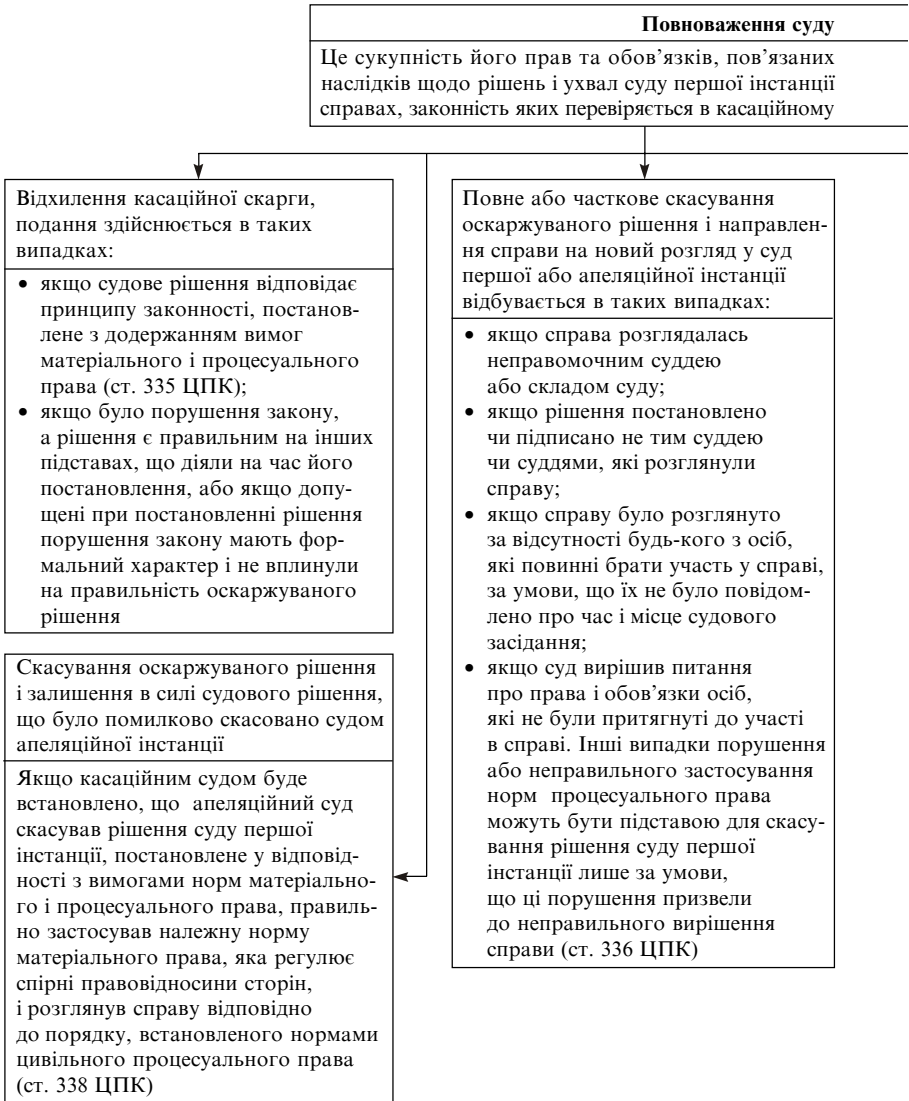 Повноваження суду
Це сукупність його прав та обов’язків, пов’язаних
наслідків щодо рішень і ухвал суду першої інстанції
справах, законність яких перевіряється в касаційному
Відхилення касаційної скарги,
подання здійснюється в таких
випадках:
• якщо судове рішення відповідає
принципу законності, постанов-
лене з додержанням вимог
матеріального і процесуального
права (ст. 335 ЦПК);
• якщо було порушення закону,
а рішення є правильним на інших
підставах, що діяли на час його
постановлення, або якщо допу-
щені при постановленні рішення
порушення закону мають фор-
мальний характер і не вплинули
на правильність оскаржуваного
рішення
Скасування оскаржуваного рішення
і залишення в силі судового рішення,
що було помилково скасовано судом
апеляційної інстанції
Якщо касаційним судом буде
встановлено, що апеляційний суд
скасував рішення суду першої
інстанції, постановлене у відповід-
ності з вимогами норм матеріально-
го і процесуального права, правиль-
но застосував належну норму
матеріального права, яка регулює
спірні правовідносини сторін,
і розглянув справу відповідно
до порядку, встановленого нормами
цивільного процесуального права
(ст. 338 ЦПК)
Повне або часткове скасування
оскаржуваного рішення і направлен-
ня справи на новий розгляд у суд
першої або апеляційної інстанції
відбувається в таких випадках:
• якщо справа розглядалась
неправомочним суддею
або складом суду;
• якщо рішення постановлено
чи підписано не тим суддею
чи суддями, які розглянули
справу;
• якщо справу було розглянуто
за відсутності будь-кого з осіб,
які повинні брати участь у справі,
за умови, що їх не було повідом-
лено про час і місце судового
засідання;
• якщо суд вирішив питання
про права і обов’язки осіб,
які не були притягнуті до участі
в справі. Інші випадки порушення
або неправильного застосування
норм процесуального права
можуть бути підставою для скасу-
вання рішення суду першої
інстанції лише за умови,
що ці порушення призвели
до неправильного вирішення
справи (ст. 336 ЦПК)